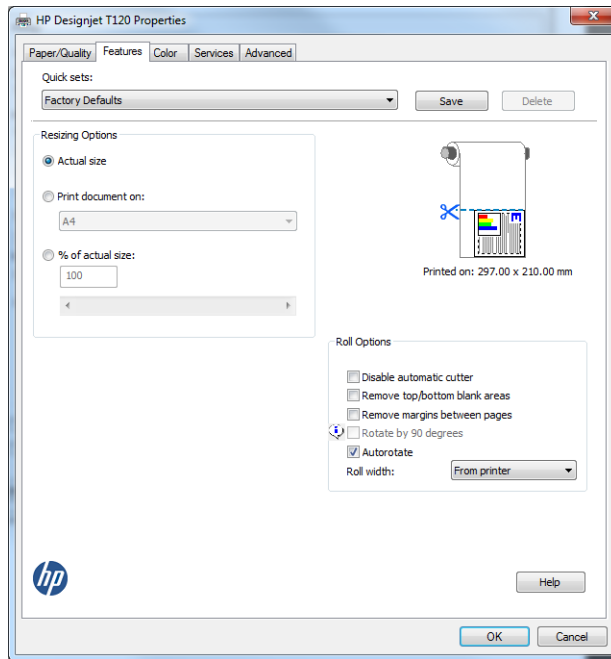 HP Designjet T120 Properties
Paper/Quality Features Color Services Advanced
Quick sets:
Factory Defaults Save Delete
Resizing Options
Actual size
Print document on:
A4
% of actual size:
100
Printed on: 297.00 x 210.00 mm
Roll Options
Disable automatic cutter
Remove top/bottom blank areas
Remove margins between pages
Rotate by 90 degrees
Autorotate
Roll width: From printer
hp
Help
OK Cancel